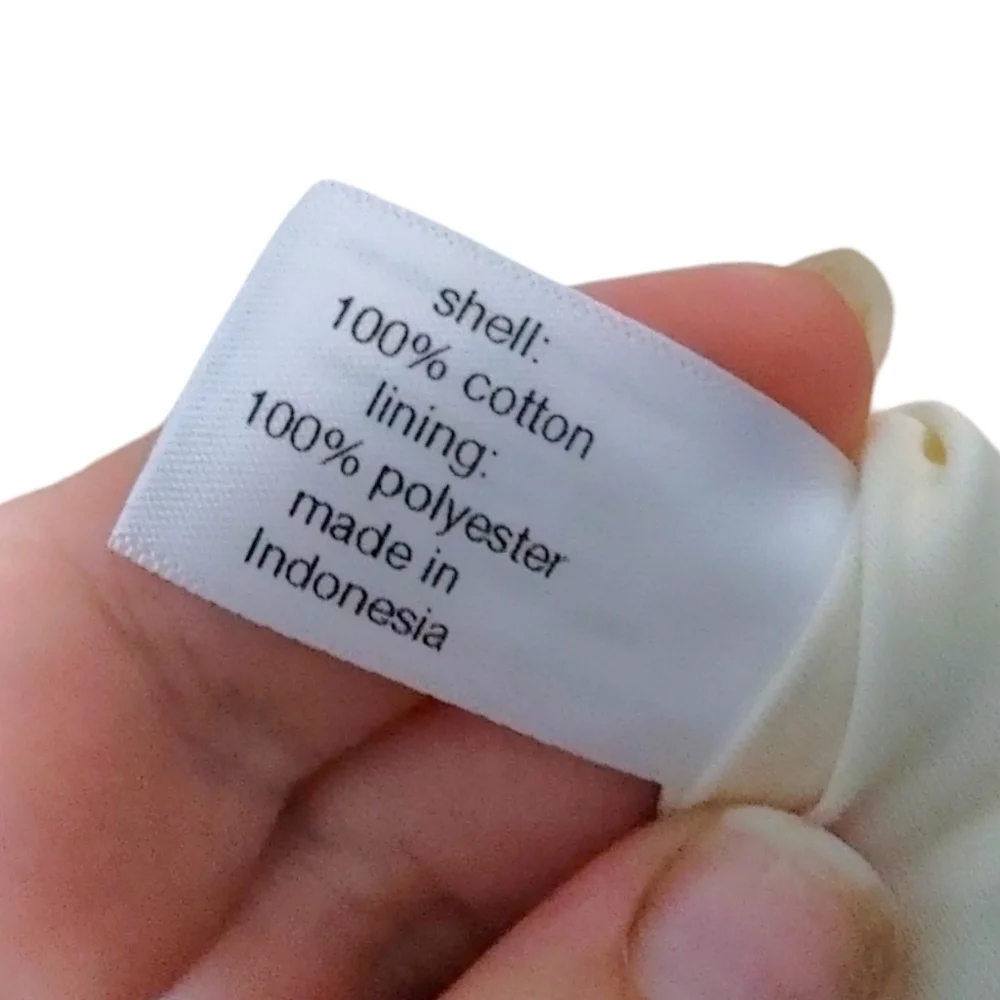 shell:
100% cotton
lining:
100% polyester
made in
Indonesia